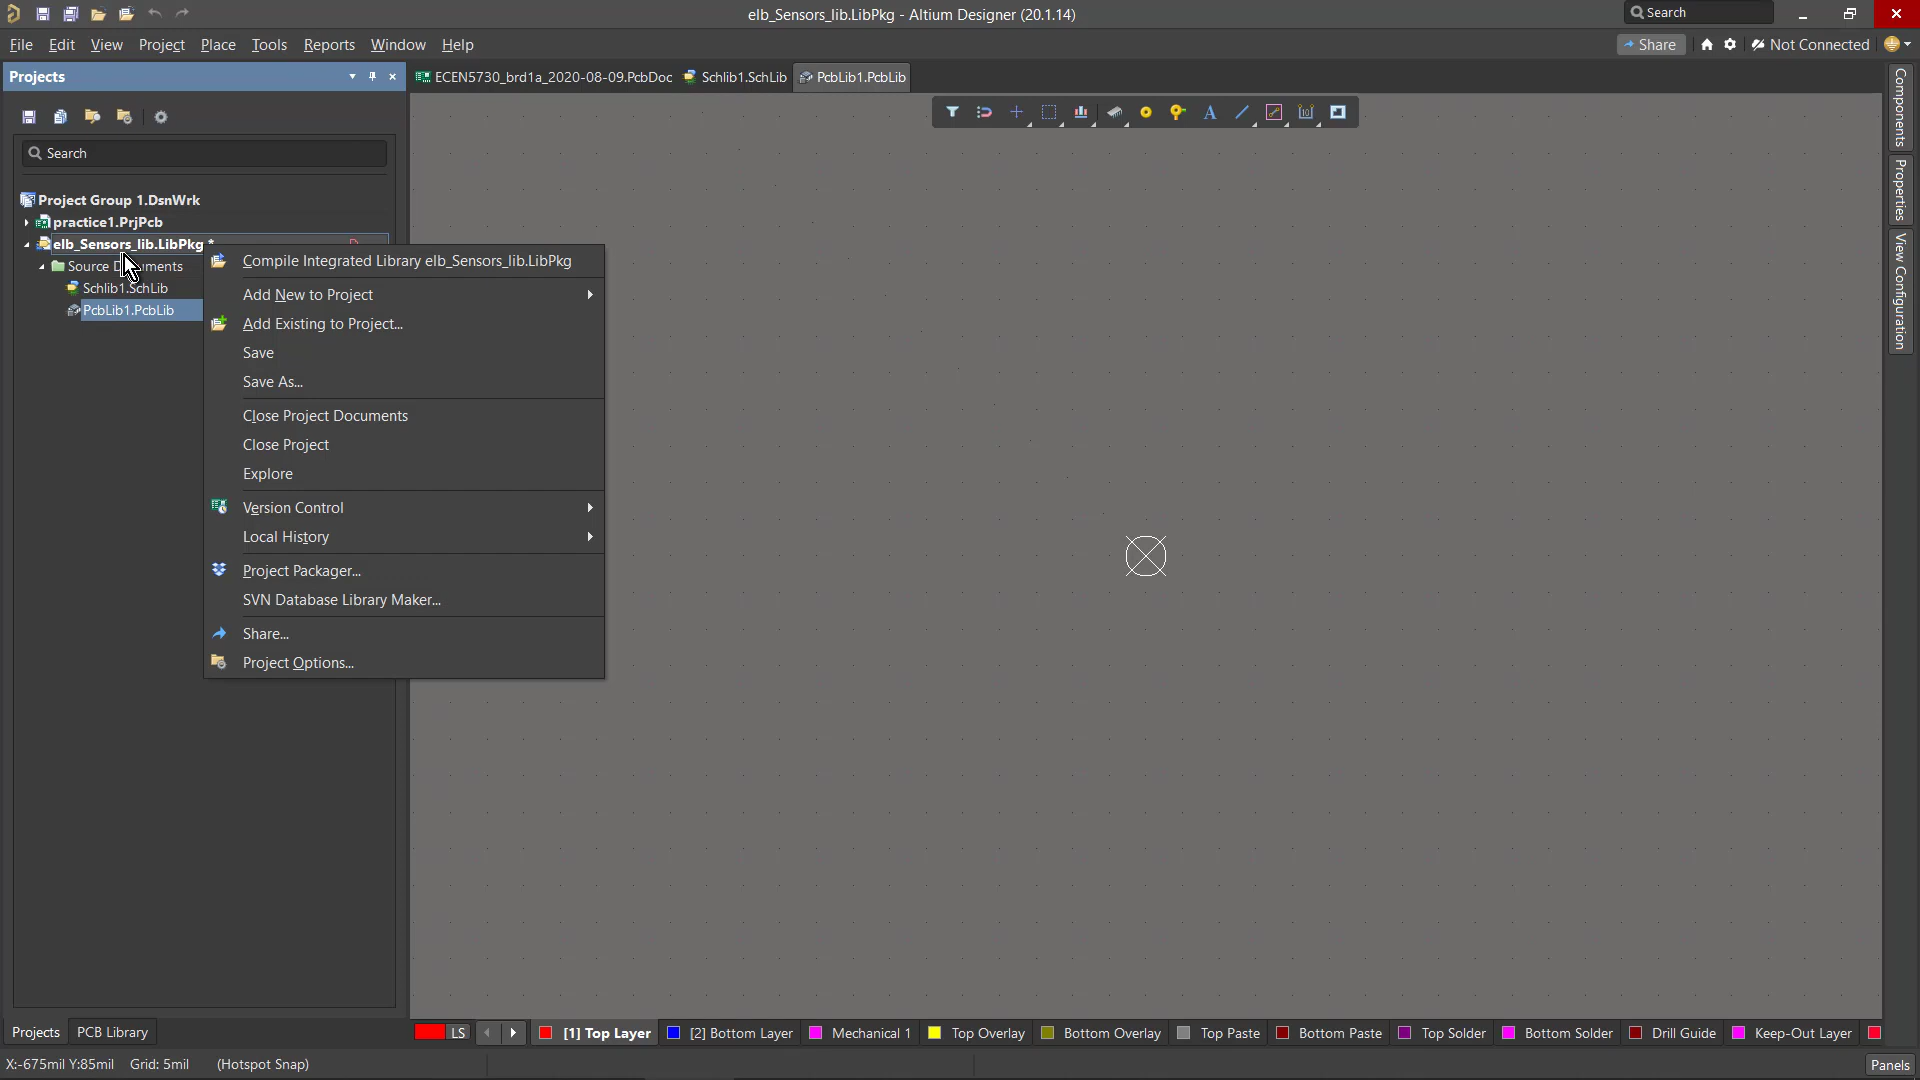 elb_Sensors_lib.LibPkg - Altium Designer (20.1.14)
Search
File Edit View Project Place Tools Reports Window Help
Share
Not Connected
Projects
ECEN5730_brd1a_2020-08-09.PcbDoc
Schlib1.SchLib
PcbLib1.PcbLib
Search
Project Group 1.DsnWrk
practice1.PrjPcb
elb_Sensors_lib.LibPkg *
Source Documents
Schlib1.SchLib
PcbLib1.PcbLib
Compile Integrated Library elb_Sensors_lib.LibPkg
Add New to Project
Add Existing to Project...
Save
Save As...
Close Project Documents
Close Project
Explore
Version Control
Local History
Project Packager...
SVN Database Library Maker...
Share...
Project Options...
Components
Properties
View Configuration
Projects
PCB Library
LS
[1] Top Layer
[2] Bottom Layer
Mechanical 1
Top Overlay
Bottom Overlay
Top Paste
Bottom Paste
Top Solder
Bottom Solder
Drill Guide
Keep-Out Layer
X:-675mil Y:85mil Grid: 5mil (Hotspot Snap)
Panels